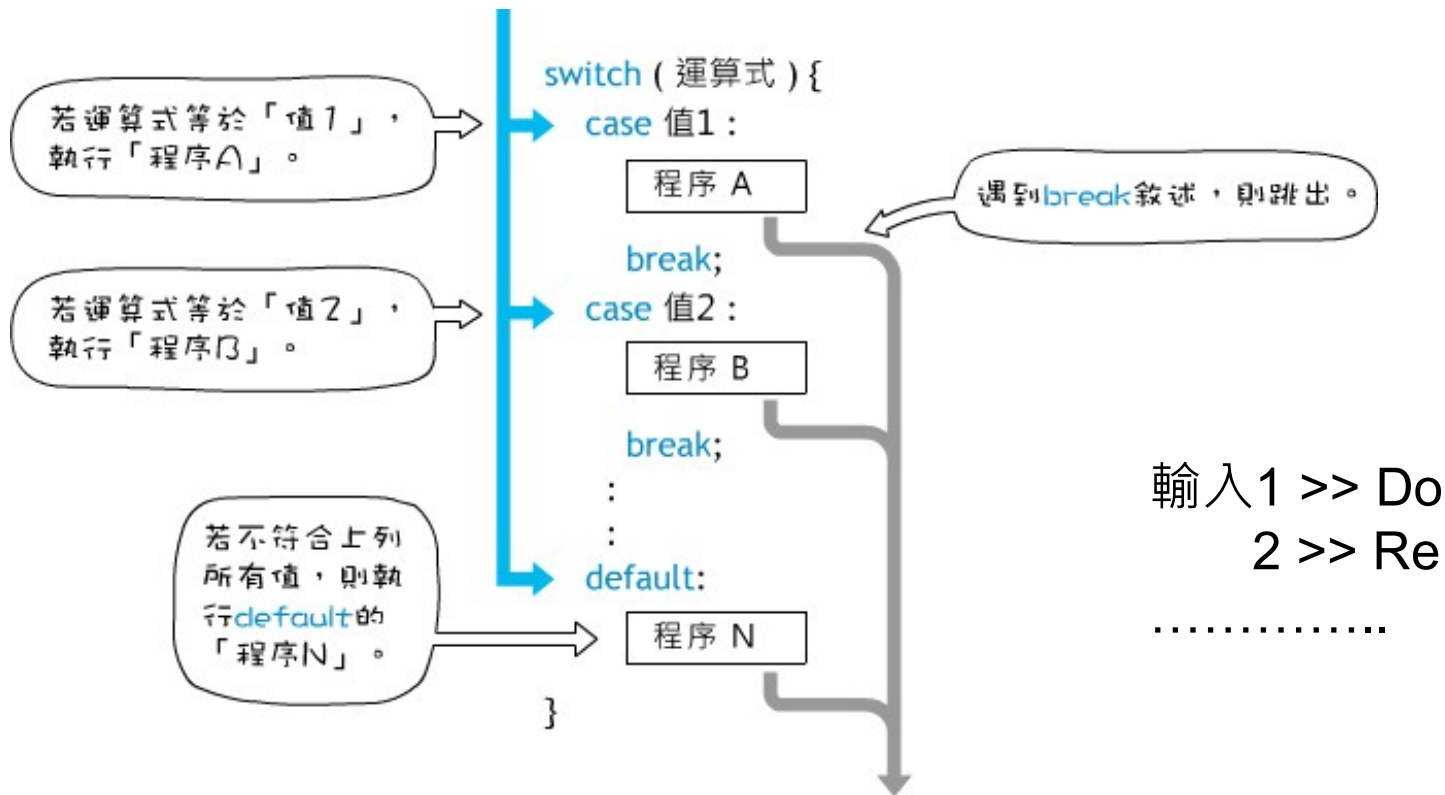 switch ( 運算式 ) {
若運算式等於「值1」，
執行「程序A」。
case 值1 :
程序 A
遇到break敘述，則跳出。
break;
若運算式等於「值2」，
執行「程序B」。
case 值2 :
程序 B
break;
:
:
若不符合上列
所有值，則執
行default的
「程序N」。
default:
程序 N
}
輸入1 >> Do
2 >> Re
……………